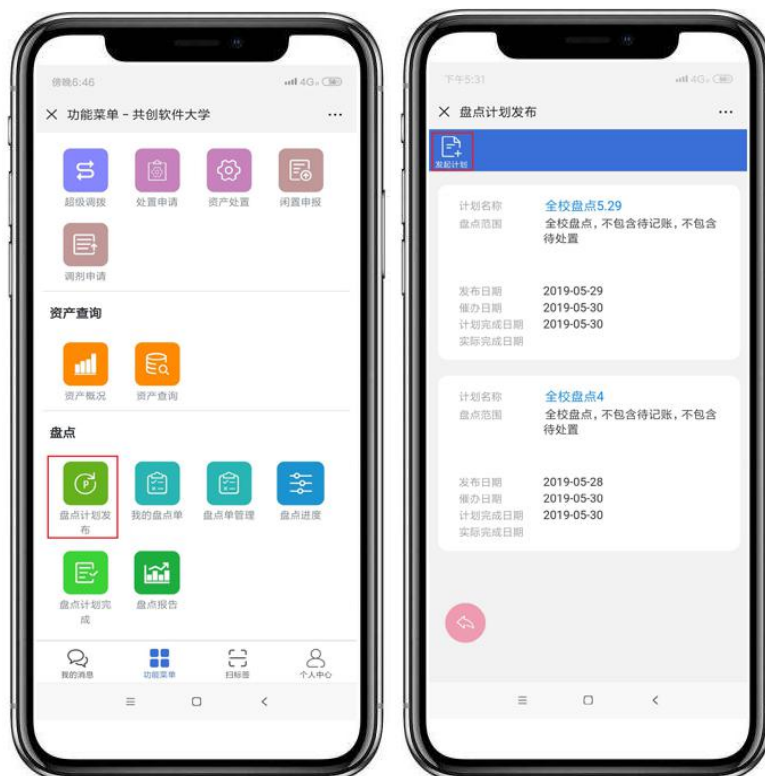 傍晚6:46
4G
× 功能菜单 - 共创软件大学 ...
超级调拨 处置申请 资产处置 闲置申报
调剂申请
资产查询
资产概况 资产查询
盘点
P
盘点计划发布 我的盘点单 盘点单管理 盘点进度
盘点计划完成 盘点报告
我的消息 功能菜单 扫标签 个人中心
下午5:31
4G
× 盘点计划发布 ...
发起计划
计划名称 全校盘点5.29
盘点范围 全校盘点，不包含待记账，不包含
待处置
发布日期 2019-05-29
催办日期 2019-05-30
计划完成日期 2019-05-30
实际完成日期
计划名称 全校盘点4
盘点范围 全校盘点，不包含待记账，不包含
待处置
发布日期 2019-05-28
催办日期 2019-05-30
计划完成日期 2019-05-30
实际完成日期